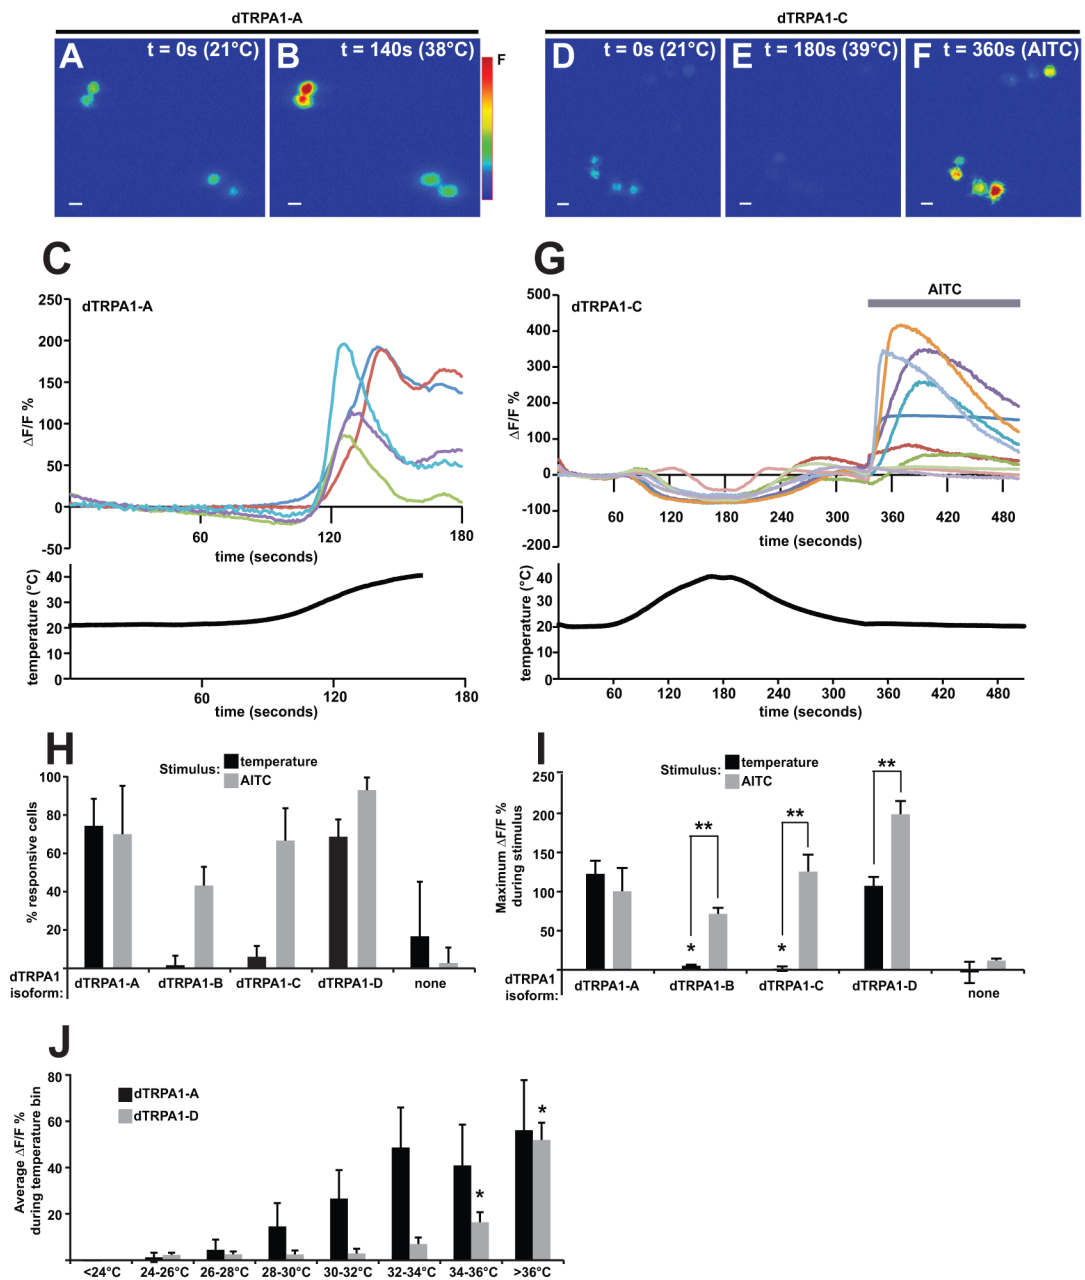 dTRPA1-A
dTRPA1-C
A
t = 0s (21°C)
B
t = 140s (38°C)
F
D
t = 0s (21°C)
E
t = 180s (39°C)
F
t = 360s (AITC)
C
dTRPA1-A
ΔF/F %
250
200
150
100
50
0
-50
60
120
180
time (seconds)
temperature (°C)
40
30
20
10
0
60
120
180
time (seconds)
G
dTRPA1-C
AITC
ΔF/F %
500
400
300
200
100
0
-100
-200
60
120
180
240
300
360
420
480
time (seconds)
temperature (°C)
40
30
20
10
0
60
120
180
240
300
360
420
480
time (seconds)
H
Stimulus:
temperature
AITC
% responsive cells
100
80
60
40
20
dTRPA1
isoform:
dTRPA1-A
dTRPA1-B
dTRPA1-C
dTRPA1-D
none
I
Stimulus:
temperature
AITC
Maximum ΔF/F %
during stimulus
250
200
150
100
50
**
**
**
*
*
dTRPA1
isoform:
dTRPA1-A
dTRPA1-B
dTRPA1-C
dTRPA1-D
none
J
dTRPA1-A
dTRPA1-D
Average ΔF/F %
during temperature bin
80
60
40
20
*
*
<24°C
24-26°C
26-28°C
28-30°C
30-32°C
32-34°C
34-36°C
>36°C